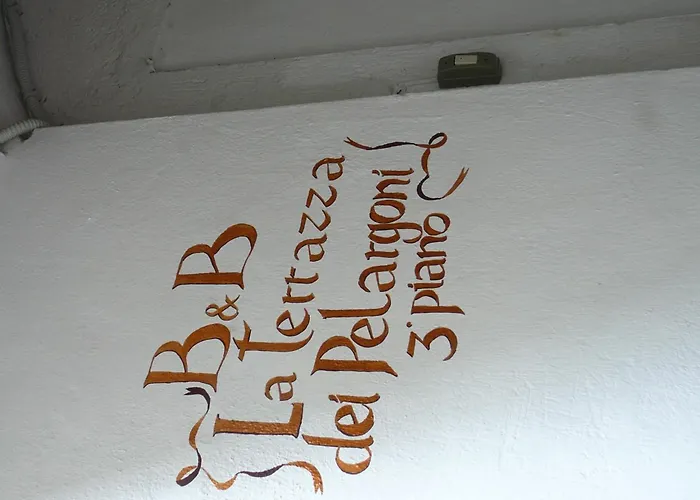 B&B
La Terrazza
dei Pelargoni
3° piano